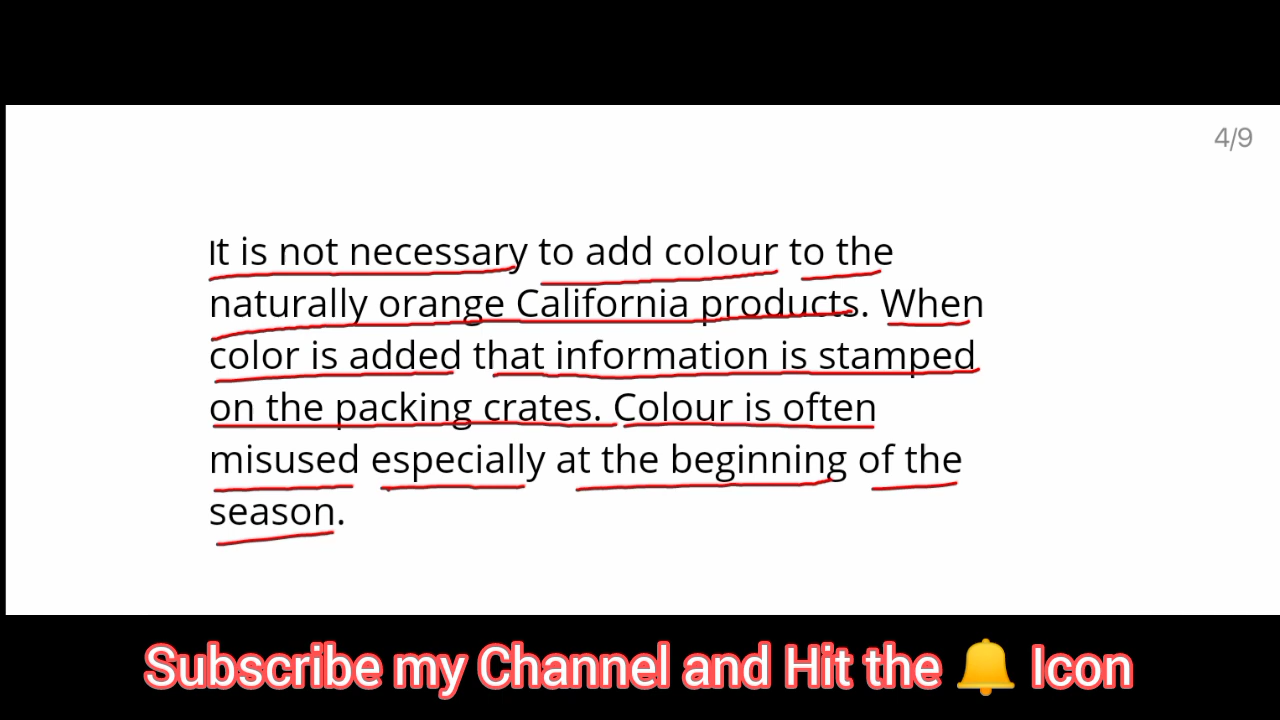 4/9
It is not necessary to add colour to the
naturally orange California products. When
color is added that information is stamped
on the packing crates. Colour is often
misused especially at the beginning of the
season.
Subscribe my Channel and Hit the 🔔 Icon